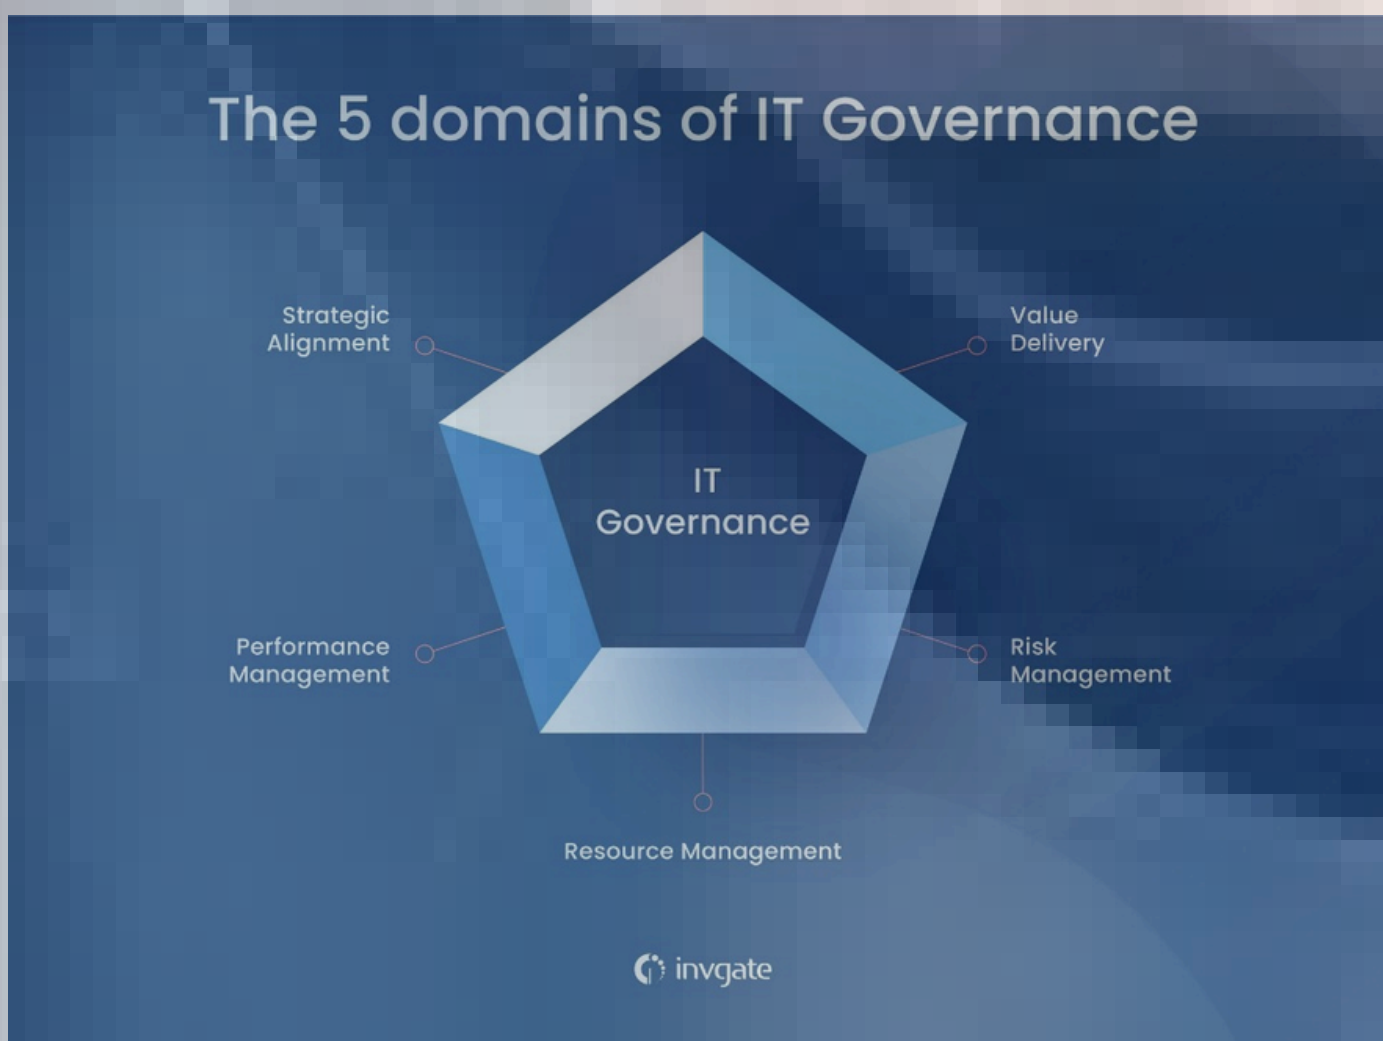 The 5 domains of IT Governance
Strategic
Alignment
Value
Delivery
IT
Governance
Performance
Management
Risk
Management
Resource Management
invgate